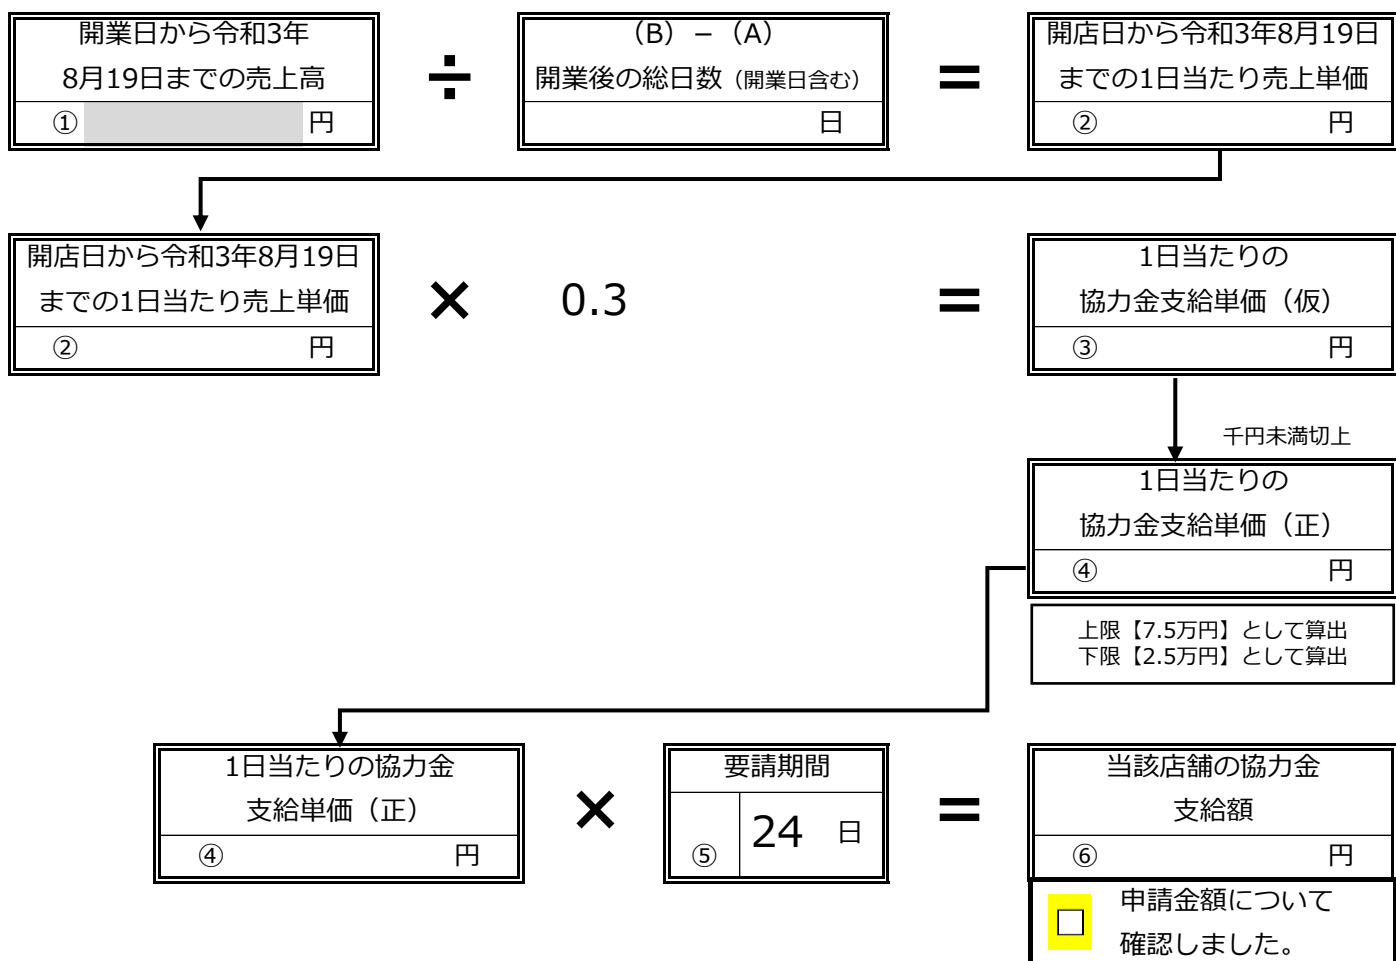 開業日から令和3年
8月19日までの売上高
① 円
÷
（B）－（A）
開業後の総日数（開業日含む）
日
＝
開店日から令和3年8月19日
までの1日当たり売上単価
② 円
開店日から令和3年8月19日
までの1日当たり売上単価
② 円
× 0.3 ＝
1日当たりの
協力金支給単価（仮）
③ 円
千円未満切上
1日当たりの
協力金支給単価（正）
④ 円
上限【7.5万円】として算出
下限【2.5万円】として算出
1日当たりの協力金
支給単価（正）
④ 円
×
要請期間
⑤ 24 日
＝
当該店舗の協力金
支給額
⑥ 円
申請金額について
確認しました。